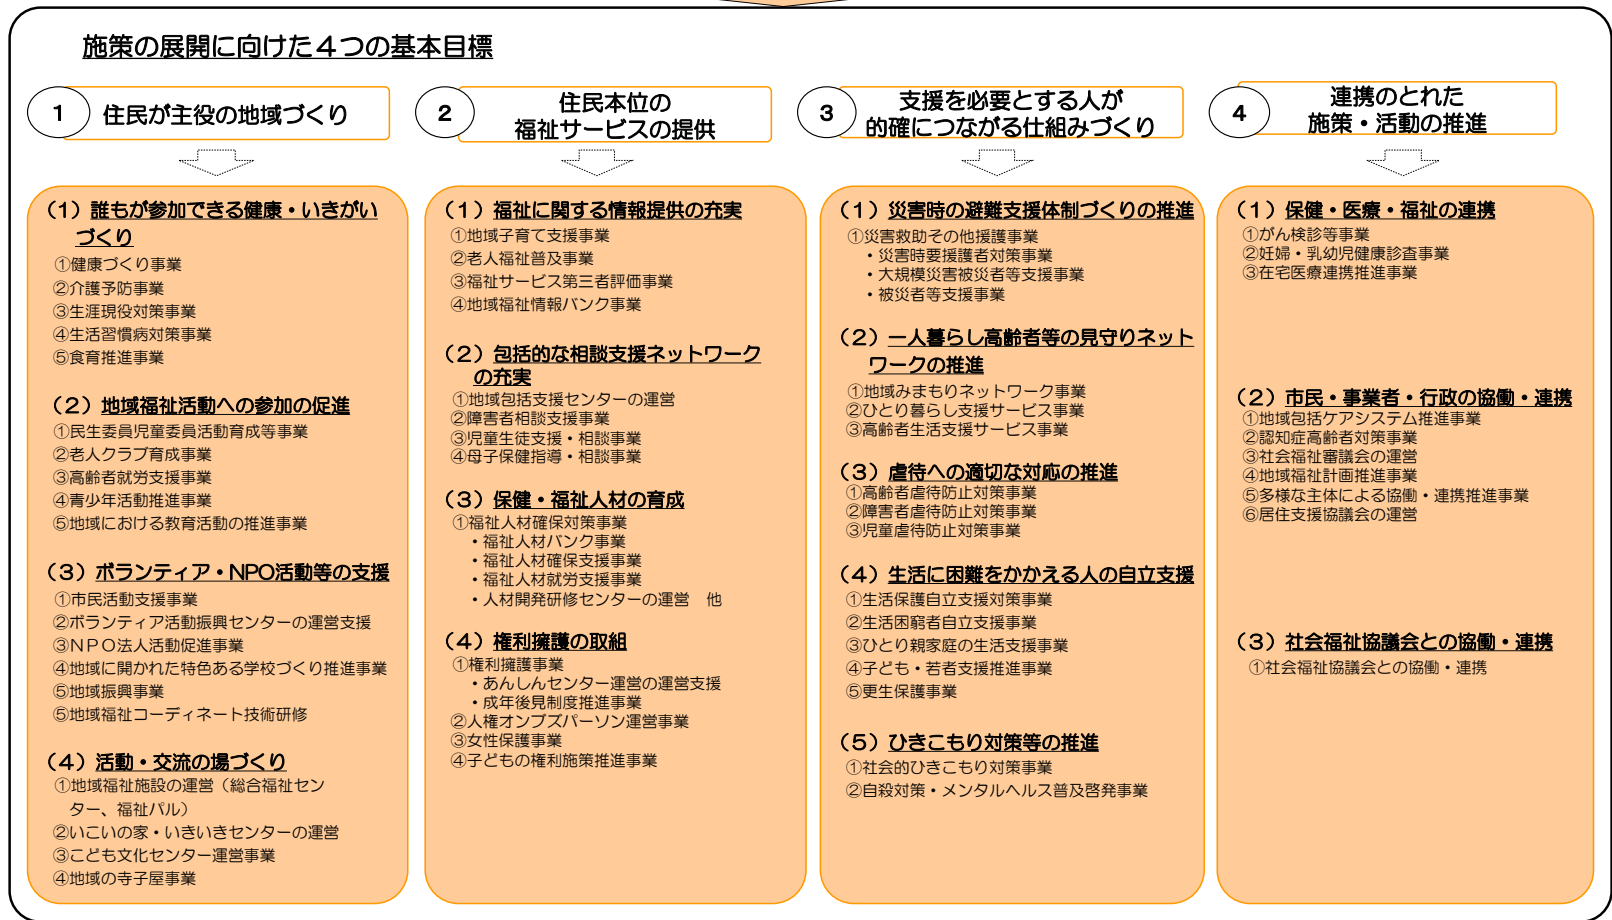 施策の展開に向けた４つの基本目標
1 住民が主役の地域づくり
（1）誰もが参加できる健康・いきがい
づくり
①健康づくり事業
②介護予防事業
③生涯現役対策事業
④生活習慣病対策事業
⑤食育推進事業
（2）地域福祉活動への参加の促進
①民生委員児童委員活動育成等事業
②老人クラブ育成事業
③高齢者就労支援事業
④青少年活動推進事業
⑤地域における教育活動の推進事業
（3）ボランティア・NPO活動等の支援
①市民活動支援事業
②ボランティア活動振興センターの運営支援
③ＮＰＯ法人活動促進事業
④地域に開かれた特色ある学校づくり推進事業
⑤地域振興事業
⑤地域福祉コーディネート技術研修
（4）活動・交流の場づくり
①地域福祉施設の運営（総合福祉セン
ター、福祉パル）
②いこいの家・いきいきセンターの運営
③こども文化センター運営事業
④地域の寺子屋事業
2 住民本位の
福祉サービスの提供
（1）福祉に関する情報提供の充実
①地域子育て支援事業
②老人福祉普及事業
③福祉サービス第三者評価事業
④地域福祉情報バンク事業
（2）包括的な相談支援ネットワーク
の充実
①地域包括支援センターの運営
②障害者相談支援事業
③児童生徒支援・相談事業
④母子保健指導・相談事業
（3）保健・福祉人材の育成
①福祉人材確保対策事業
・福祉人材バンク事業
・福祉人材確保支援事業
・福祉人材就労支援事業
・人材開発研修センターの運営　他
（4）権利擁護の取組
①権利擁護事業
・あんしんセンター運営の運営支援
・成年後見制度推進事業
②人権オンブズパーソン運営事業
③女性保護事業
④子どもの権利施策推進事業
3 支援を必要とする人が
的確につながる仕組みづくり
（1）災害時の避難支援体制づくりの推進
①災害救助その他援護事業
・災害時要援護者対策事業
・大規模災害被災者等支援事業
・被災者等支援事業
（2）一人暮らし高齢者等の見守りネット
ワークの推進
①地域みまもりネットワーク事業
②ひとり暮らし支援サービス事業
③高齢者生活支援サービス事業
（3）虐待への適切な対応の推進
①高齢者虐待防止対策事業
②障害者虐待防止対策事業
③児童虐待防止対策事業
（4）生活に困難をかかえる人の自立支援
①生活保護自立支援対策事業
②生活困窮者自立支援事業
③ひとり親家庭の生活支援事業
④子ども・若者支援推進事業
⑤更生保護事業
（5）ひきこもり対策等の推進
①社会的ひきこもり対策事業
②自殺対策・メンタルヘルス普及啓発事業
4 連携のとれた
施策・活動の推進
（1）保健・医療・福祉の連携
①がん検診等事業
②妊婦・乳幼児健康診査事業
③在宅医療連携推進事業
（2）市民・事業者・行政の協働・連携
①地域包括ケアシステム推進事業
②認知症高齢者対策事業
③社会福祉審議会の運営
④地域福祉計画推進事業
⑤多様な主体による協働・連携推進事業
⑥居住支援協議会の運営
（3）社会福祉協議会との協働・連携
①社会福祉協議会との協働・連携